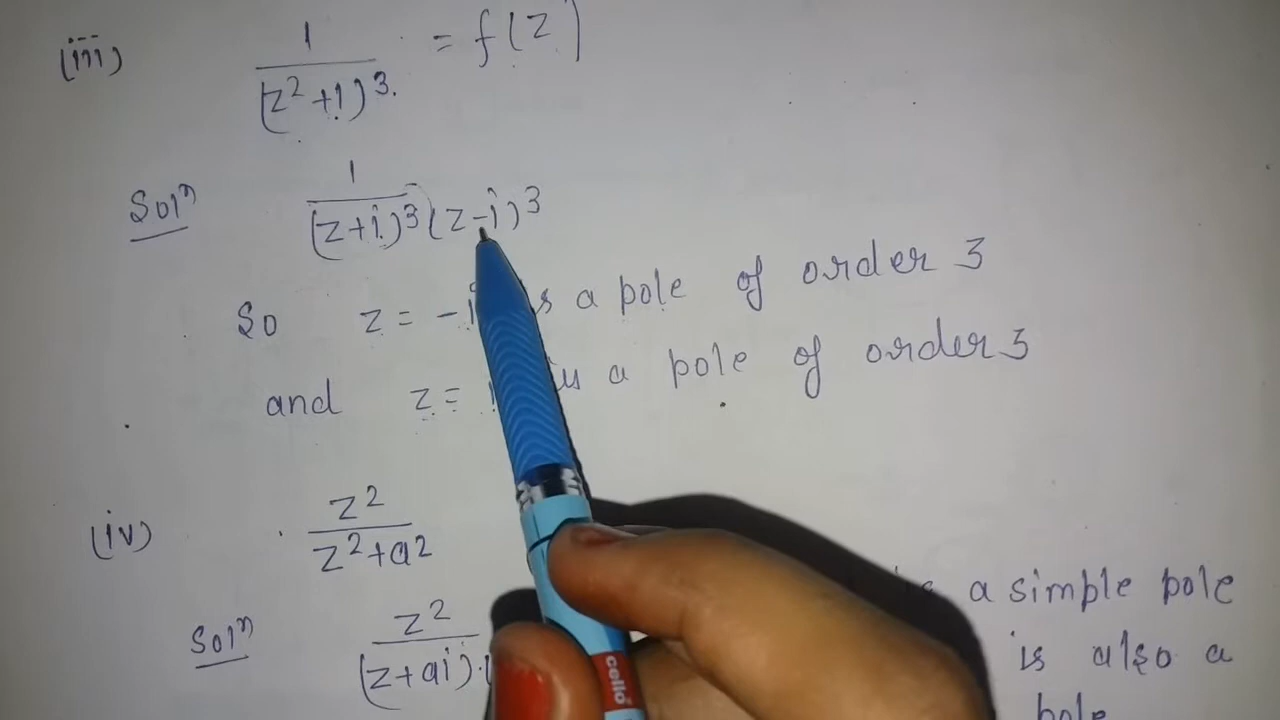 (iii) 1/(z²+1)³ = f(z)
Solⁿ 1/(z+i)³(z-i)³
So z = -i is a pole of order 3
and z = i is a pole of order 3
(iv) z²/z²+a²
Solⁿ z²/(z+ai)·( a simple pole
is also a
pole
cello